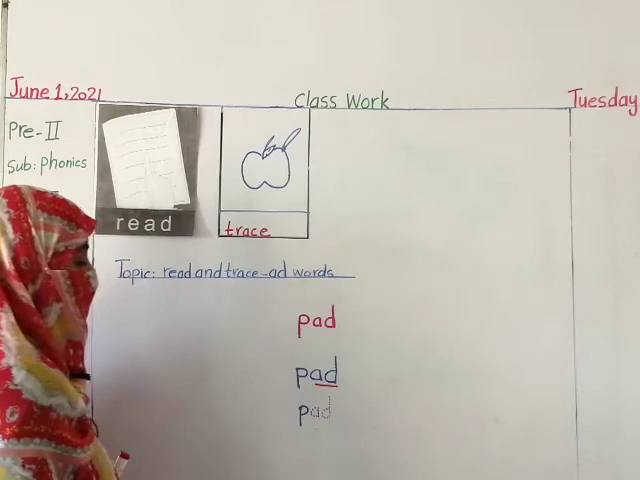 June 1, 2021 Class Work Tuesday
Pre-II
Sub: phonics
read
trace
Topic: read and trace -ad words
pad
pad
pad